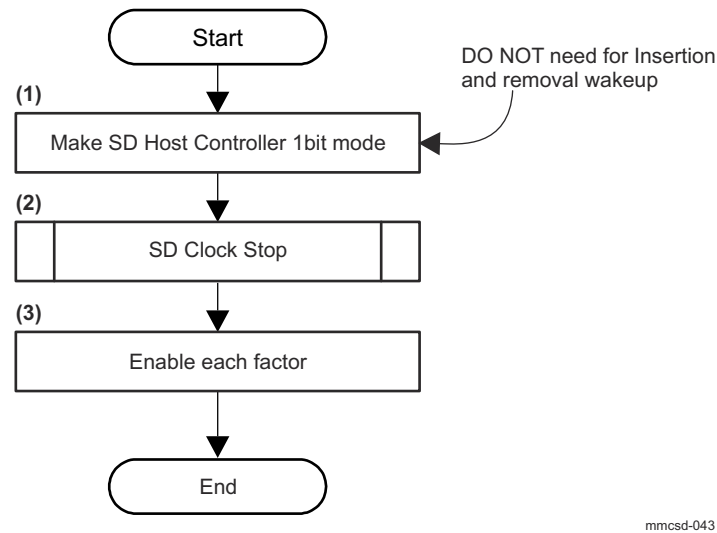 Start
DO NOT need for Insertion
and removal wakeup
(1)
Make SD Host Controller 1bit mode
(2)
SD Clock Stop
(3)
Enable each factor
End
mmcsd-043